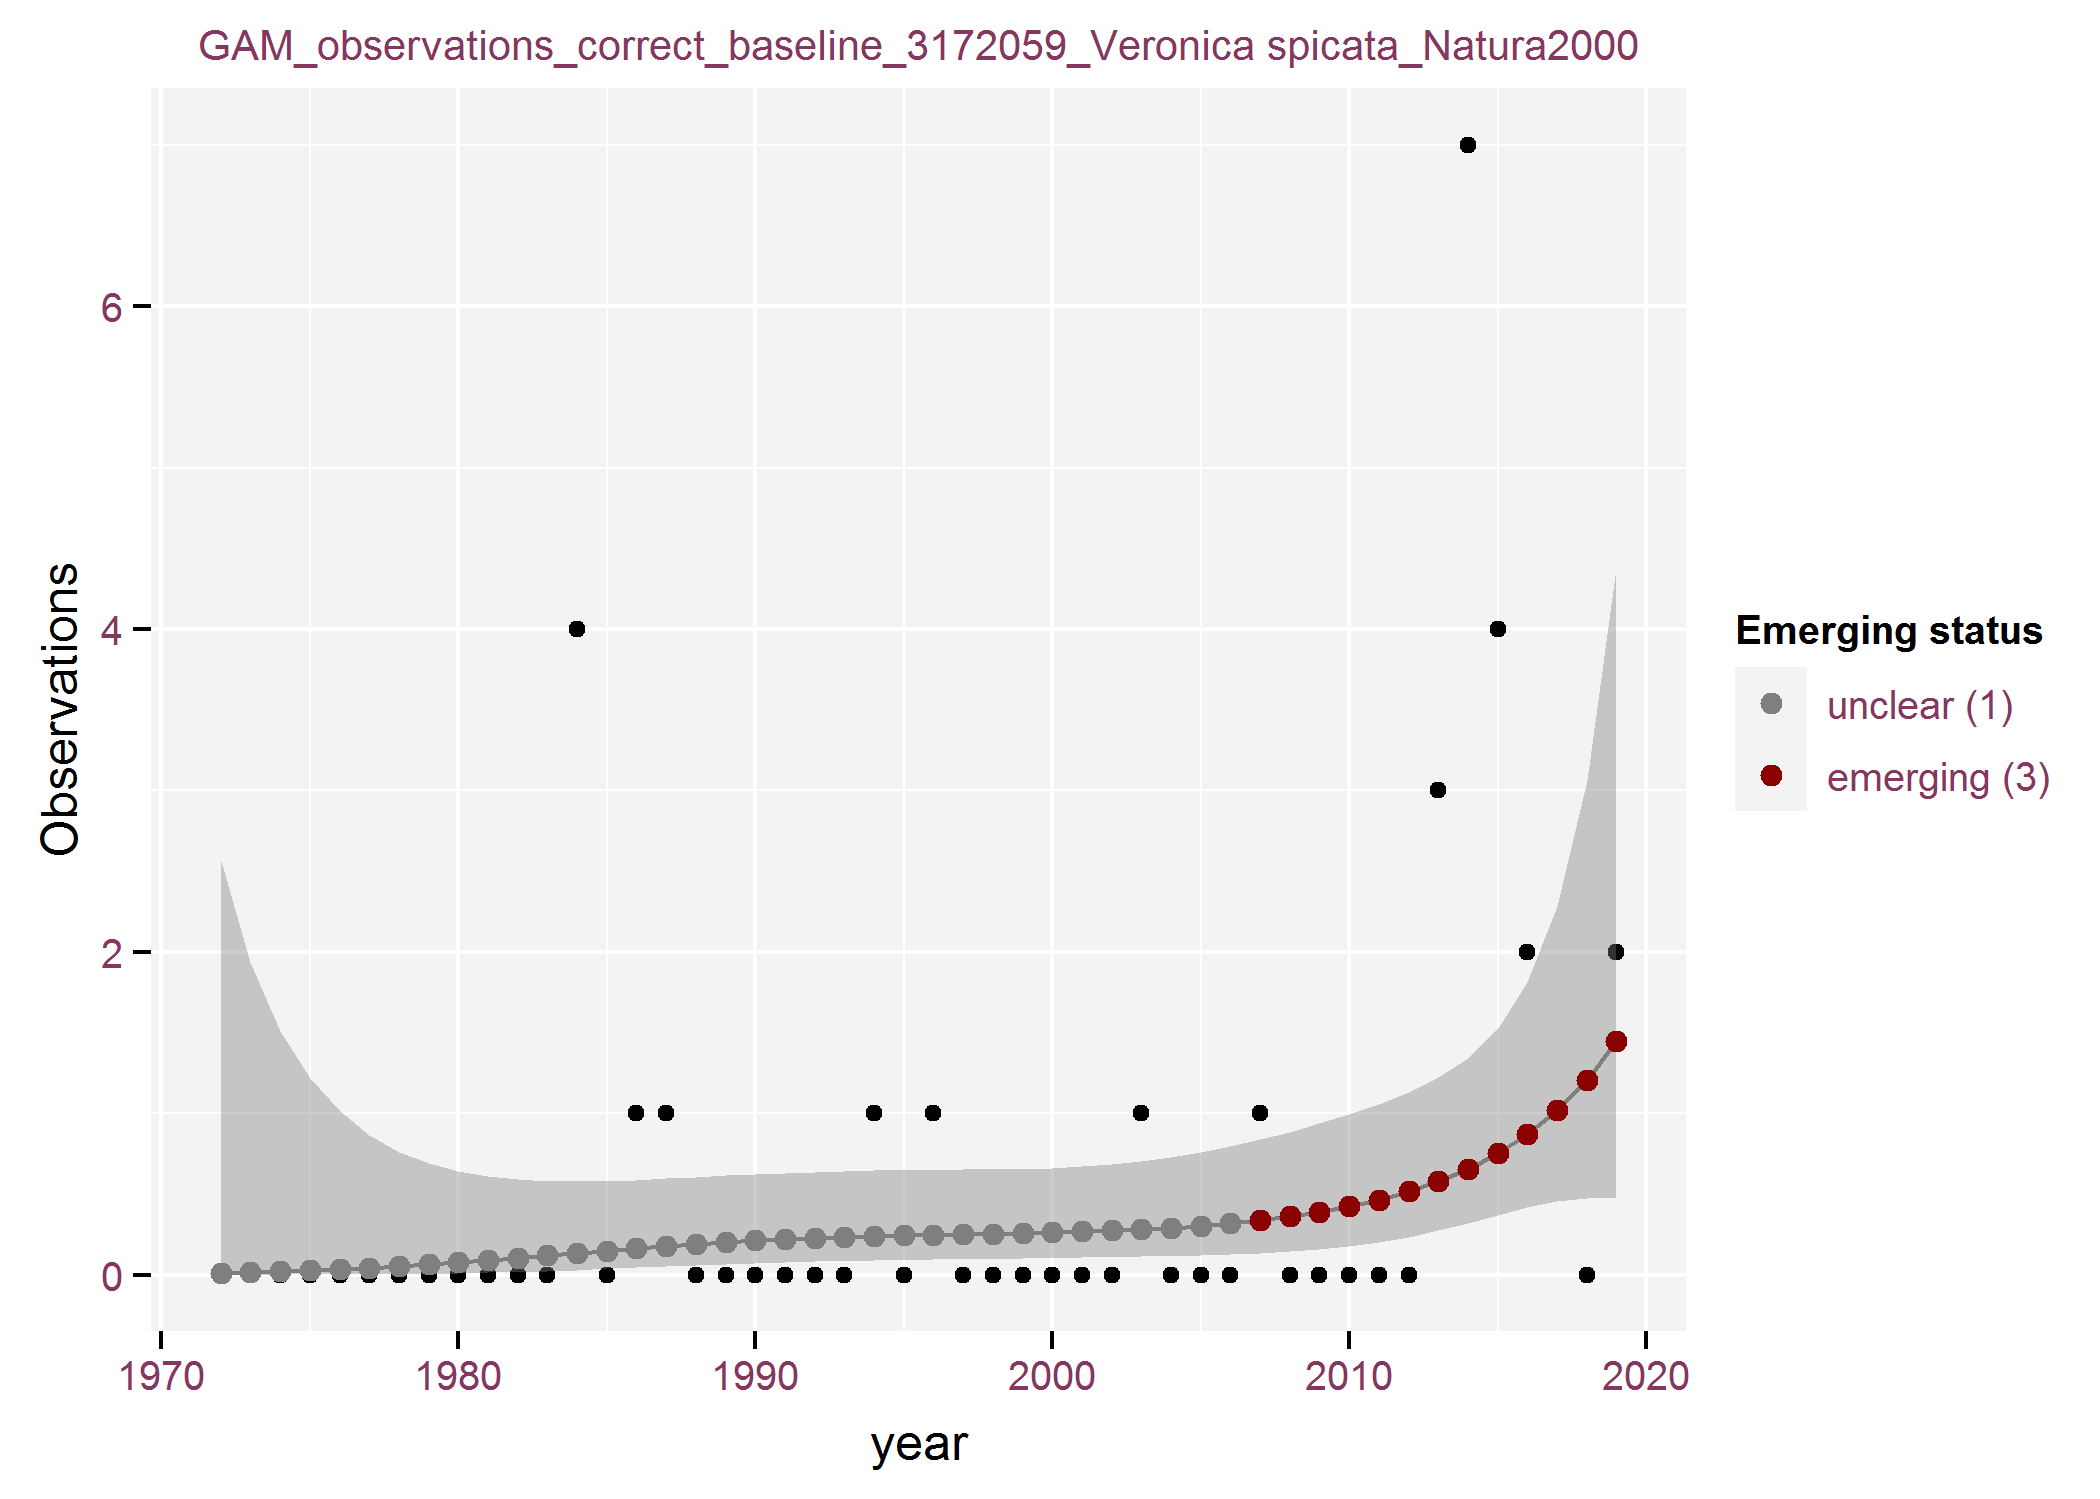 GAM_observations_correct_baseline_3172059_Veronica spicata_Natura2000
Observations
6
4
2
0
1970
1980
1990
2000
2010
2020
year
Emerging status
unclear (1)
emerging (3)